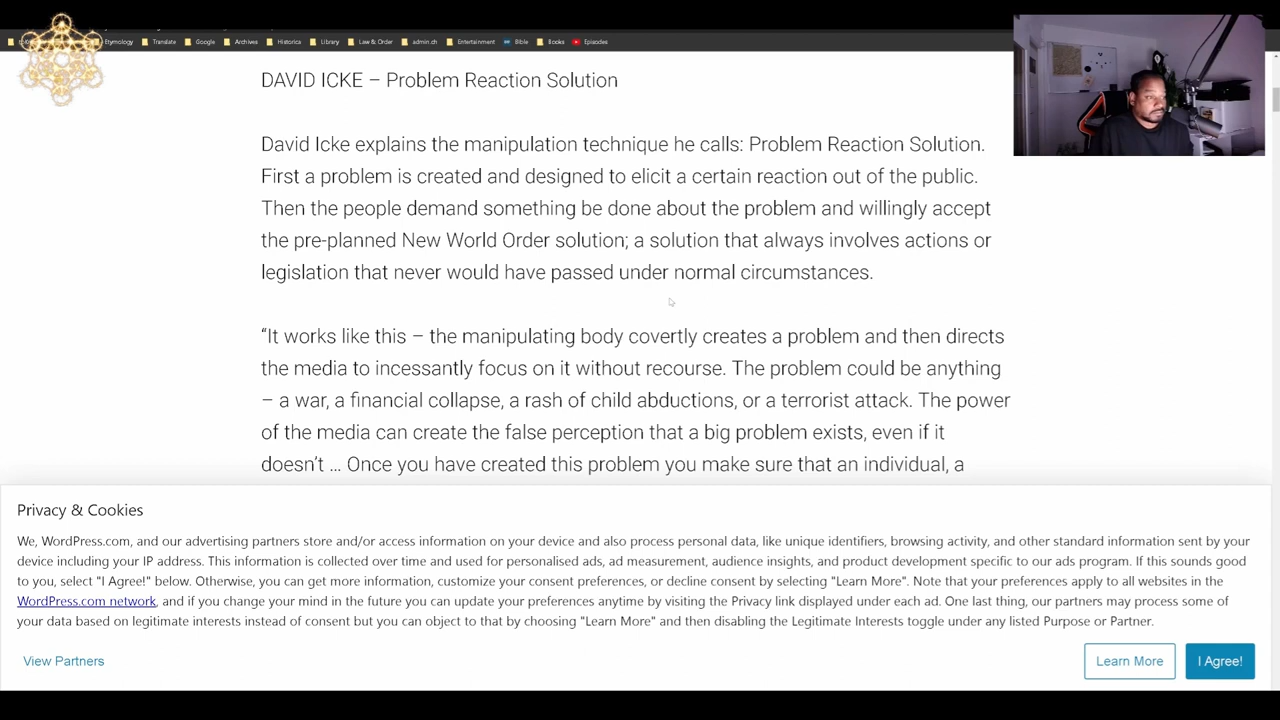 Etymology Translate Google Archives Historica Library Law & Order admin.ch Entertainment Bible Books Episodes
DAVID ICKE – Problem Reaction Solution
David Icke explains the manipulation technique he calls: Problem Reaction Solution.
First a problem is created and designed to elicit a certain reaction out of the public.
Then the people demand something be done about the problem and willingly accept
the pre-planned New World Order solution; a solution that always involves actions or
legislation that never would have passed under normal circumstances.
“It works like this – the manipulating body covertly creates a problem and then directs
the media to incessantly focus on it without recourse. The problem could be anything
– a war, a financial collapse, a rash of child abductions, or a terrorist attack. The power
of the media can create the false perception that a big problem exists, even if it
doesn’t ... Once you have created this problem you make sure that an individual, a
Privacy & Cookies
We, WordPress.com, and our advertising partners store and/or access information on your device and also process personal data, like unique identifiers, browsing activity, and other standard information sent by your
device including your IP address. This information is collected over time and used for personalised ads, ad measurement, audience insights, and product development specific to our ads program. If this sounds good
to you, select "I Agree!" below. Otherwise, you can get more information, customize your consent preferences, or decline consent by selecting "Learn More". Note that your preferences apply to all websites in the
WordPress.com network, and if you change your mind in the future you can update your preferences anytime by visiting the Privacy link displayed under each ad. One last thing, our partners may process some of
your data based on legitimate interests instead of consent but you can object to that by choosing "Learn More" and then disabling the Legitimate Interests toggle under any listed Purpose or Partner.
View Partners
Learn More
I Agree!